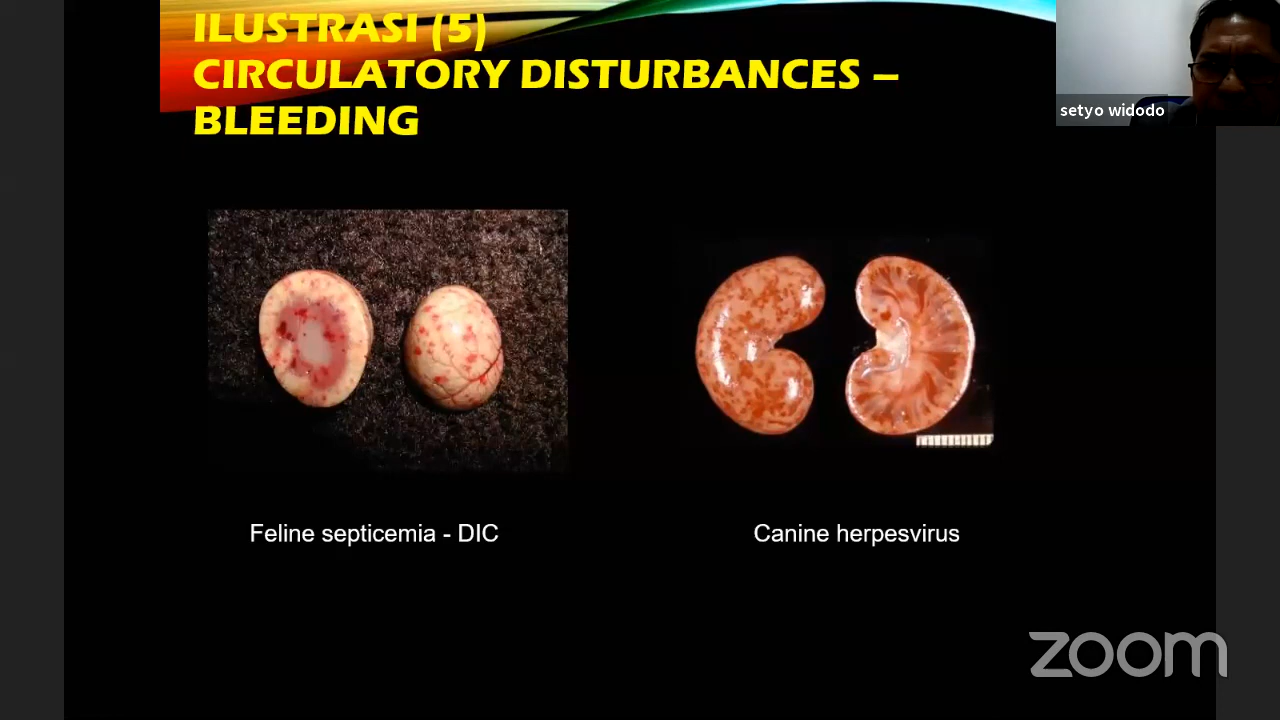 ILUSTRASI (5)
CIRCULATORY DISTURBANCES –
BLEEDING
setyo widodo
Feline septicemia - DIC
Canine herpesvirus
zoom